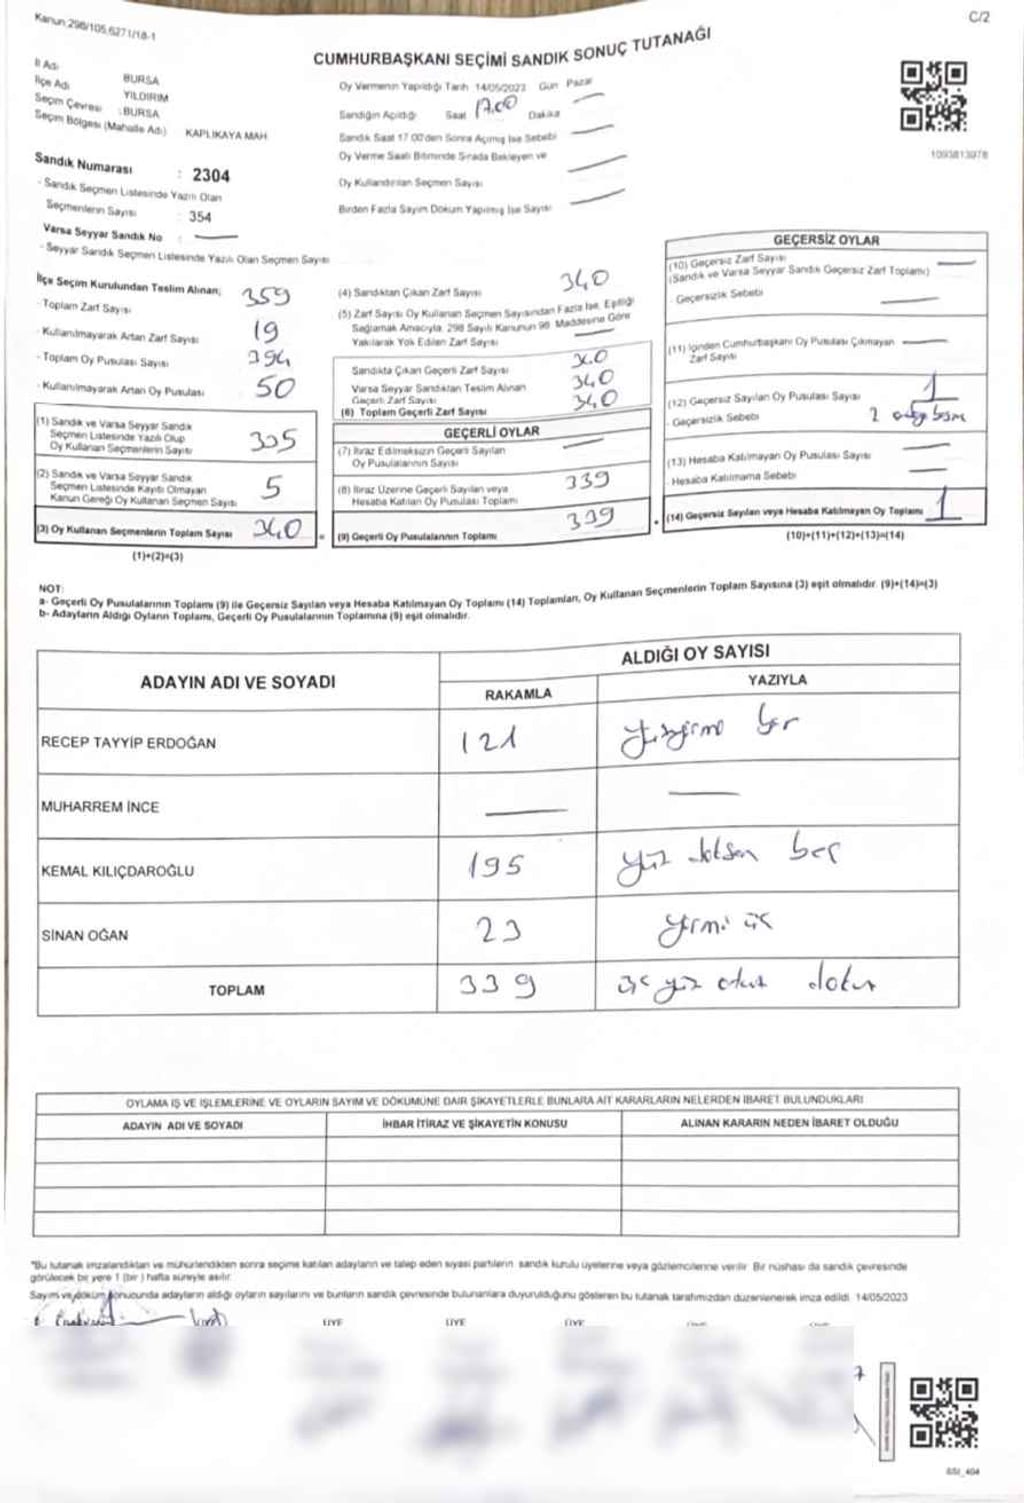 Kanun:298/105,6271/18-1
C/2
CUMHURBAŞKANI SEÇİMİ SANDIK SONUÇ TUTANAĞI
İl Adı BURSA
İlçe Adı YILDIRIM
Seçim Çevresi : BURSA
Seçim Bölgesi (Mahalle Adı) KAPLIKAYA MAH
Sandık Numarası : 2304
- Sandık Seçmen Listesinde Yazılı Olan
Seçmenlerin Sayısı : 354
Varsa Seyyar Sandık No :
- Seyyar Sandık Seçmen Listesinde Yazılı Olan Seçmen Sayısı
Oy Vermenin Yapıldığı Tarih 14/05/2023 Gün Pazar
Sandığın Açıldığı Saat 17.00 Dakika
Sandık Saat 17.00'den Sonra Açılmış İse Sebebi
Oy Verme Saati Bitiminde Sırada Bekleyen ve
Oy Kullandırılan Seçmen Sayısı
Birden Fazla Sayım Döküm Yapılmış İse Sayısı
1093813978
İlçe Seçim Kurulundan Teslim Alınan; 359
- Toplam Zarf Sayısı
- Kullanılmayarak Artan Zarf Sayısı 19
- Toplam Oy Pusulası Sayısı
- Kullanılmayarak Artan Oy Pusulası 50
(1) Sandık ve Varsa Seyyar Sandık
Seçmen Listesinde Yazılı Olup
Oy Kullanan Seçmenlerin Sayısı 335
(2) Sandık ve Varsa Seyyar Sandık
Seçmen Listesinde Kayıtlı Olmayan
Kanun Gereği Oy Kullanan Seçmen Sayısı 5
(3) Oy Kullanan Seçmenlerin Toplam Sayısı 340
(1)+(2)=(3)
(4) Sandıktan Çıkan Zarf Sayısı 340
(5) Zarf Sayısı Oy Kullanan Seçmen Sayısından Fazla İse, Eşitliği
Sağlamak Amacıyla, 298 Sayılı Kanunun 98. Maddesine Göre
Yakılarak Yok Edilen Zarf Sayısı
Sandıkta Çıkan Geçerli Zarf Sayısı 340
Varsa Seyyar Sandıktan Teslim Alınan
Geçerli Zarf Sayısı 340
(6) Toplam Geçerli Zarf Sayısı 340
GEÇERLİ OYLAR
(7) İtiraz Edilmeksizin Geçerli Sayılan
Oy Pusulalarının Sayısı
(8) İtiraz Üzerine Geçerli Sayılan veya
Hesaba Katılan Oy Pusulası Toplamı 339
(9) Geçerli Oy Pusulalarının Toplamı 339
GEÇERSİZ OYLAR
(10) Geçersiz Zarf Sayısı
(Sandık ve Varsa Seyyar Sandık Geçersiz Zarf Toplamı)
- Geçersizlik Sebebi
(11) İçinden Cumhurbaşkanı Oy Pusulası Çıkmayan
Zarf Sayısı
(12) Geçersiz Sayılan Oy Pusulası Sayısı 1
- Geçersizlik Sebebi 2
(13) Hesaba Katılmayan Oy Pusulası Sayısı
- Hesaba Katılmama Sebebi
(14) Geçersiz Sayılan veya Hesaba Katılmayan Oy Toplamı 1
(10)+(11)+(12)+(13)=(14)
NOT:
a- Geçerli Oy Pusulalarının Toplamı (9) ile Geçersiz Sayılan veya Hesaba Katılmayan Oy Toplamı (14) Toplamları, Oy Kullanan Seçmenlerin Toplam Sayısına (3) eşit olmalıdır. (9)+(14)=(3)
b- Adayların Aldığı Oyların Toplamı, Geçerli Oy Pusulalarının Toplamına (9) eşit olmalıdır.
ADAYIN ADI VE SOYADI
ALDIĞI OY SAYISI
RAKAMLA YAZIYLA
RECEP TAYYİP ERDOĞAN 121
MUHARREM İNCE
KEMAL KILIÇDAROĞLU 195 yüz doksan beş
SİNAN OĞAN 23 yirmi üç
TOPLAM 339 üç yüz otuz dokuz
OYLAMA İŞ VE İŞLEMLERİNE VE OYLARIN SAYIM VE DÖKÜMÜNE DAİR ŞİKAYETLERLE BUNLARA AİT KARARLARIN NELERDEN İBARET BULUNDUKLARI
ADAYIN ADI VE SOYADI İHBAR İTİRAZ VE ŞİKAYETİN KONUSU ALINAN KARARIN NEDEN İBARET OLDUĞU
"Bu tutanak imzalandıktan ve mühürlendikten sonra seçime katılan adayların ve talep eden siyasi partilerin sandık kurulu üyelerine veya gözlemcilerine verilir. Bir nüshası da sandık çevresinde
görülecek bir yere 1 (bir ) hafta süreyle asılır.
Sayım ve döküm sonucunda adayların aldığı oyların sayılarını ve bunların sandık çevresinde bulunanlara duyurulduğunu gösteren bu tutanak tarafımızdan düzenlenerek imza edildi. 14/05/2023
ÜYE ÜYE ÜYE